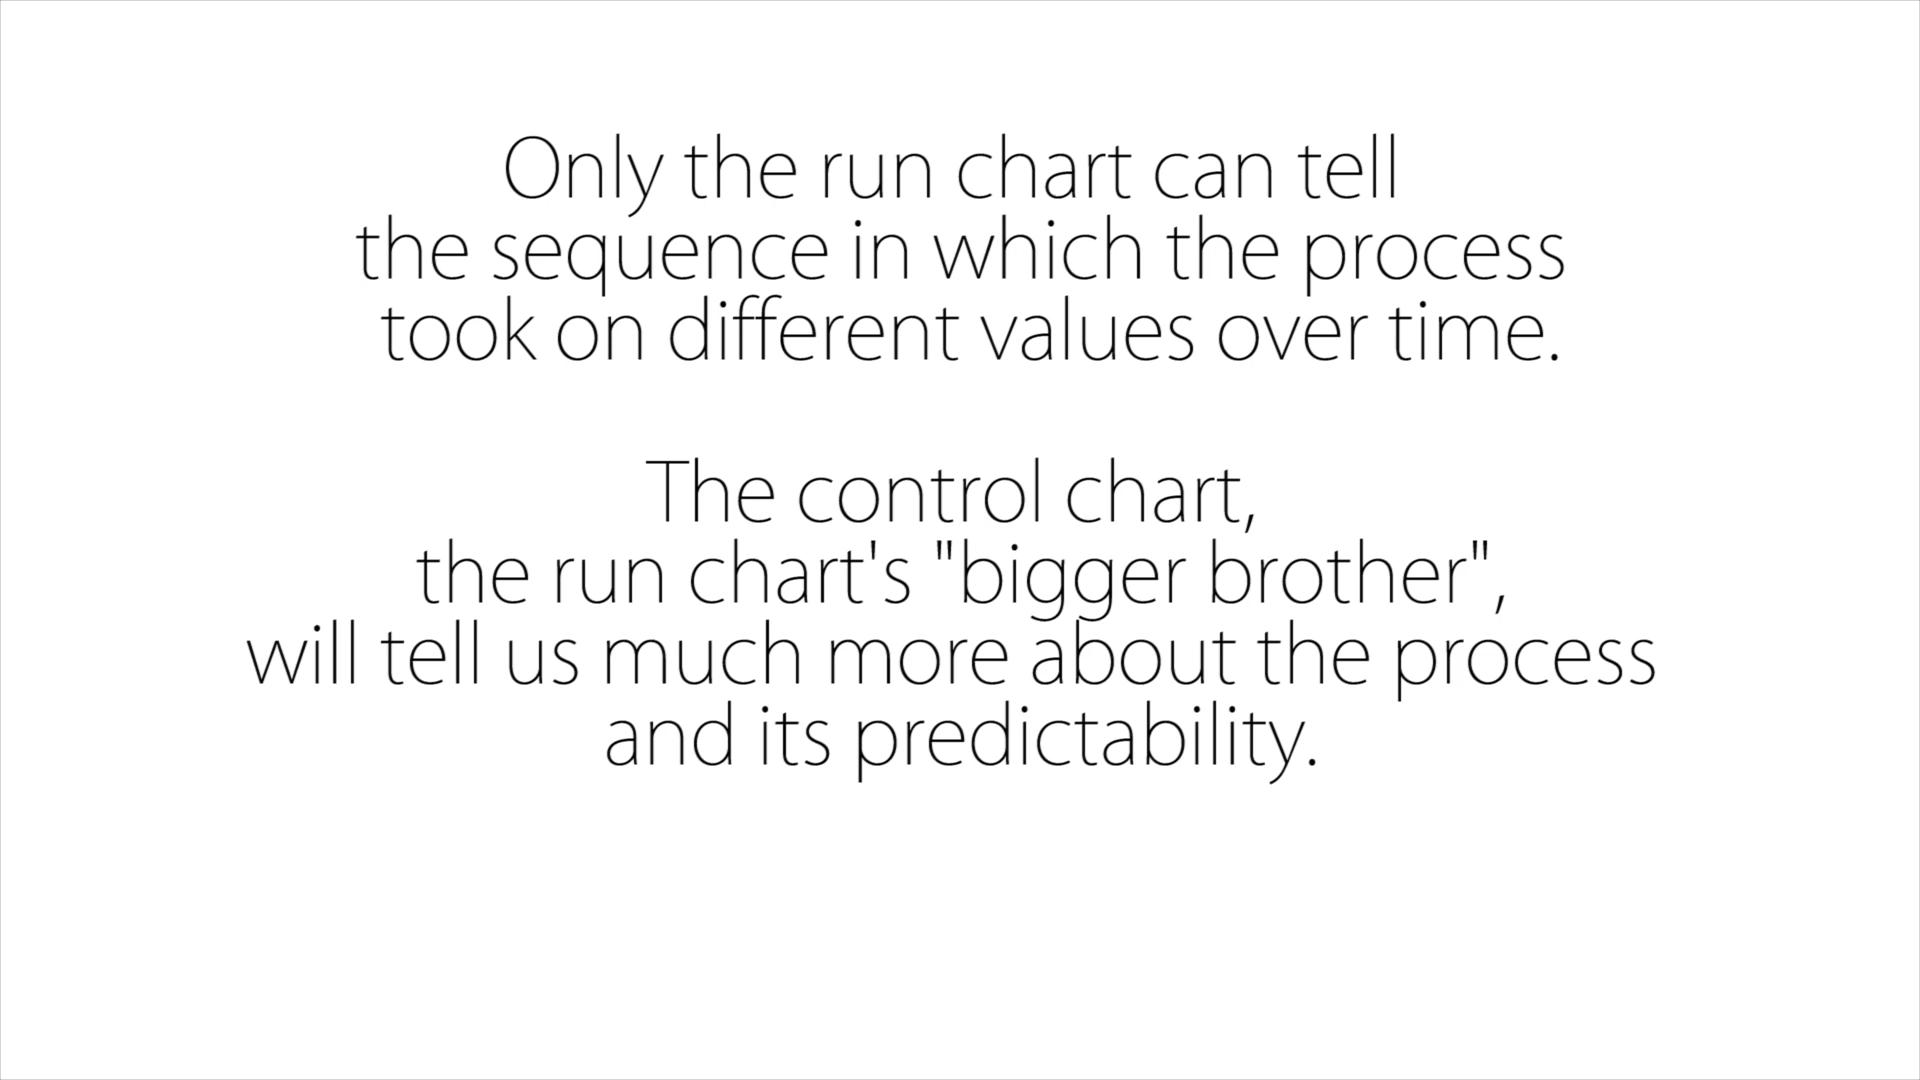 Only the run chart can tell
the sequence in which the process
took on different values over time.
The control chart,
the run chart's "bigger brother",
will tell us much more about the process
and its predictability.